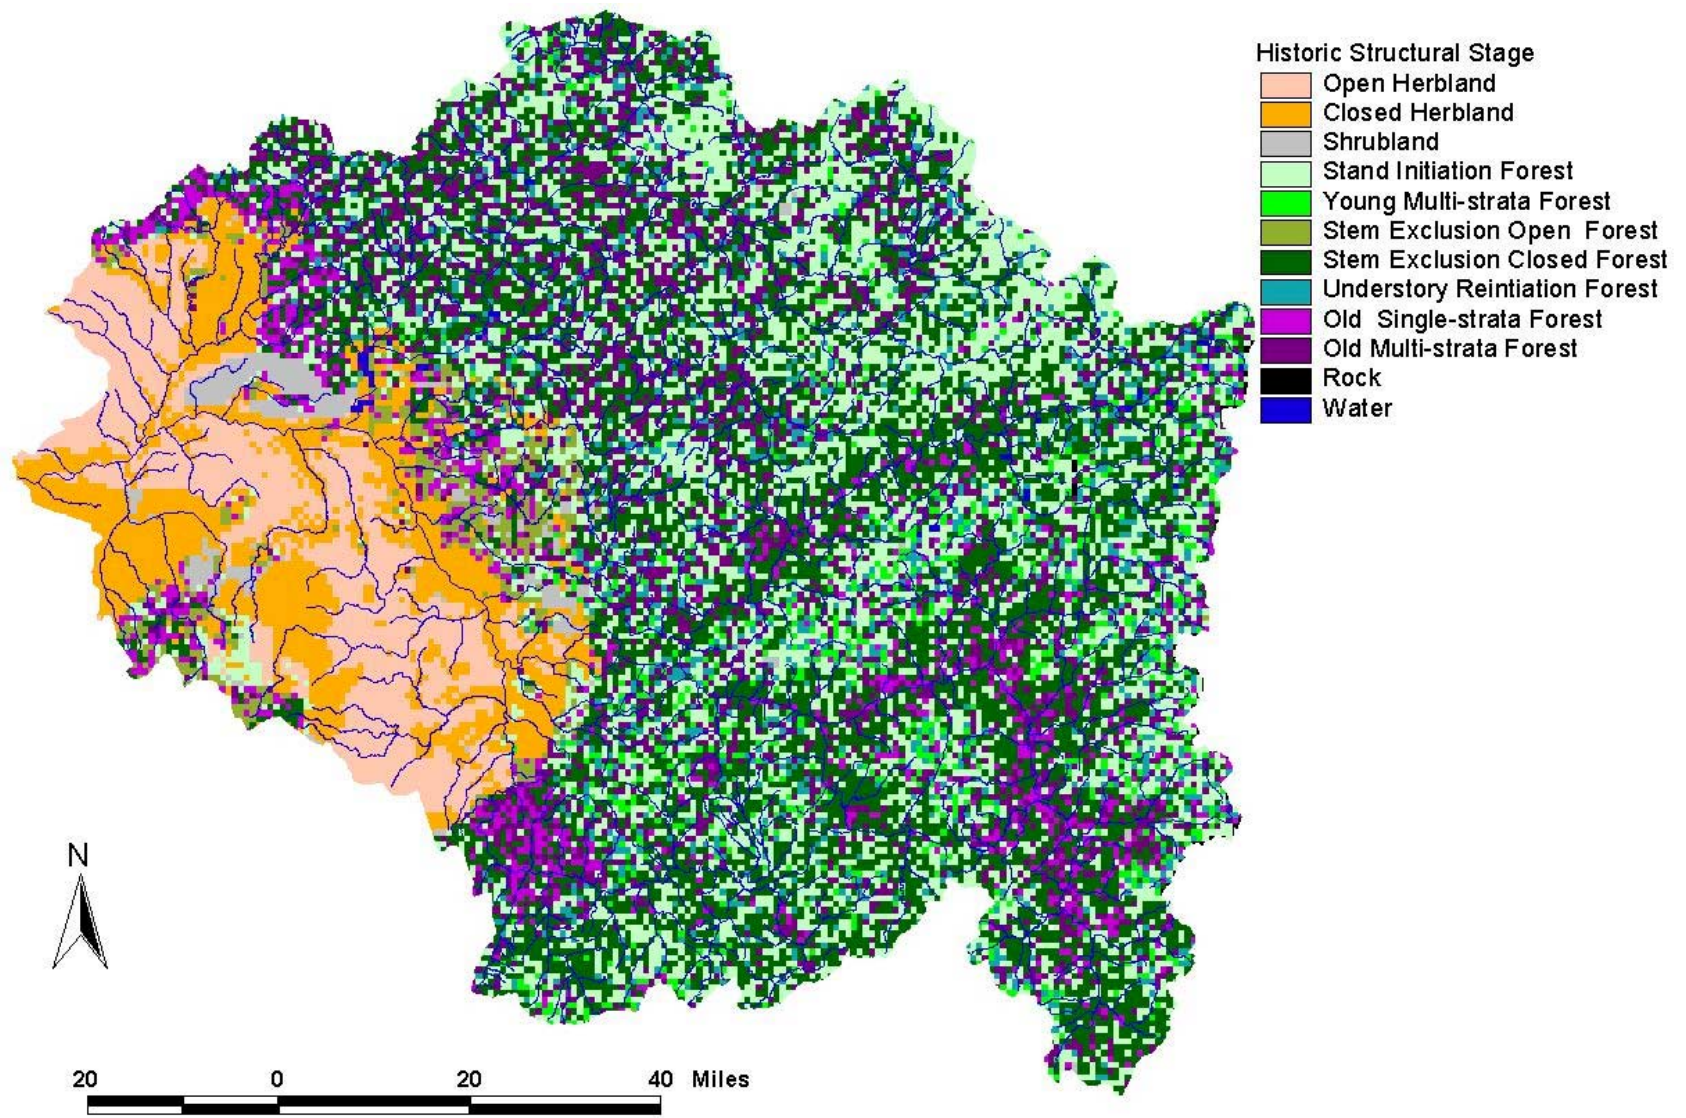 Historic Structural Stage
Open Herbland
Closed Herbland
Shrubland
Stand Initiation Forest
Young Multi-strata Forest
Stem Exclusion Open  Forest
Stem Exclusion Closed Forest
Understory Reintiation Forest
Old  Single-strata Forest
Old Multi-strata Forest
Rock
Water
N
20 0 20 40 Miles